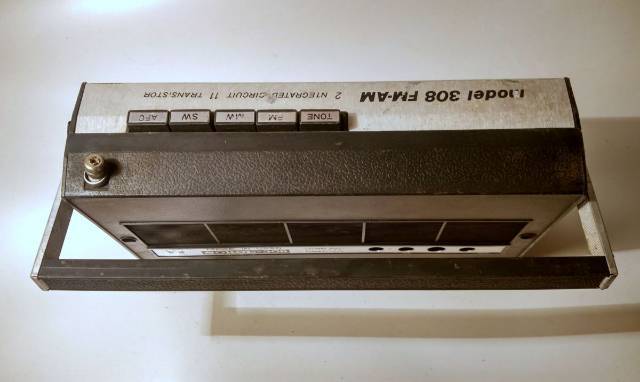 Model 308 FM-AM
2 INTEGRATED CIRCUIT 11 TRANSISTOR
TONE FM MW SW AFC